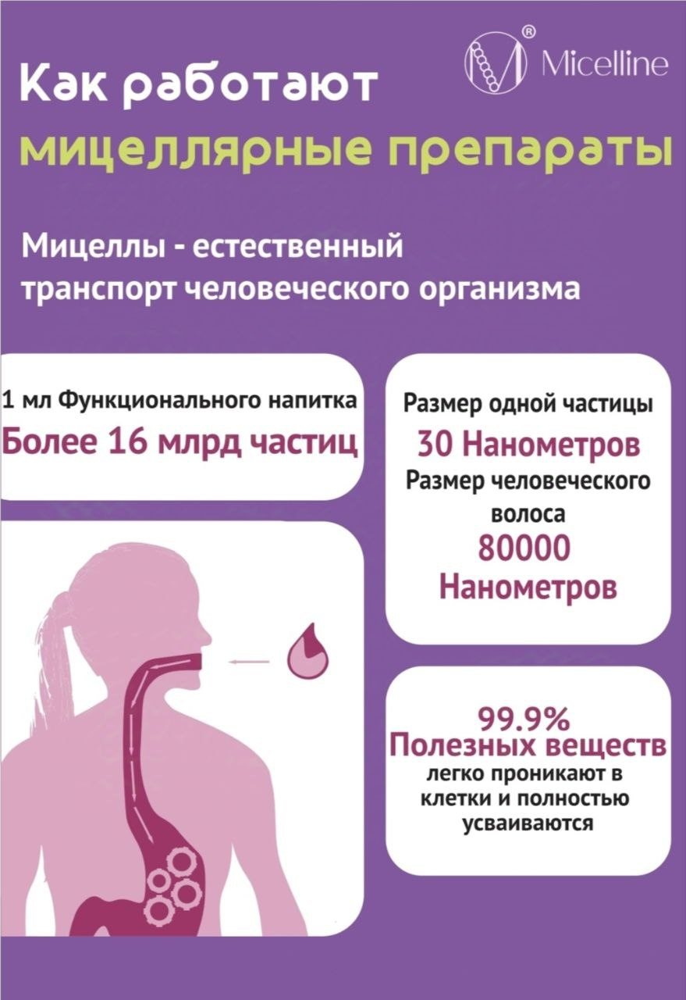 Как работают
мицеллярные препараты
®
Micelline
Мицеллы - естественный
транспорт человеческого организма
1 мл Функционального напитка
Более 16 млрд частиц
Размер одной частицы
30 Нанометров
Размер человеческого
волоса
80000
Нанометров
99.9%
Полезных веществ
легко проникают в
клетки и полностью
усваиваются